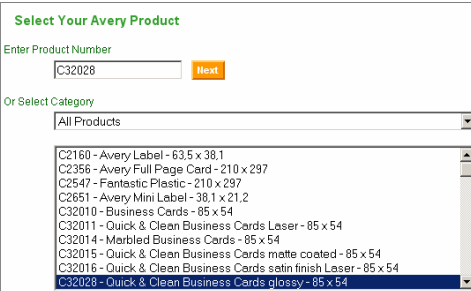 Select Your Avery Product
Enter Product Number
C32028
Next
Or Select Category
All Products
C2160 - Avery Label - 63,5 x 38,1
C2356 - Avery Full Page Card - 210 x 297
C2547 - Fantastic Plastic - 210 x 297
C2651 - Avery Mini Label - 38,1 x 21,2
C32010 - Business Cards - 85 x 54
C32011 - Quick & Clean Business Cards Laser - 85 x 54
C32014 - Marbled Business Cards - 85 x 54
C32015 - Quick & Clean Business Cards matte coated - 85 x 54
C32016 - Quick & Clean Business Cards satin finish Laser - 85 x 54
C32028 - Quick & Clean Business Cards glossy - 85 x 54